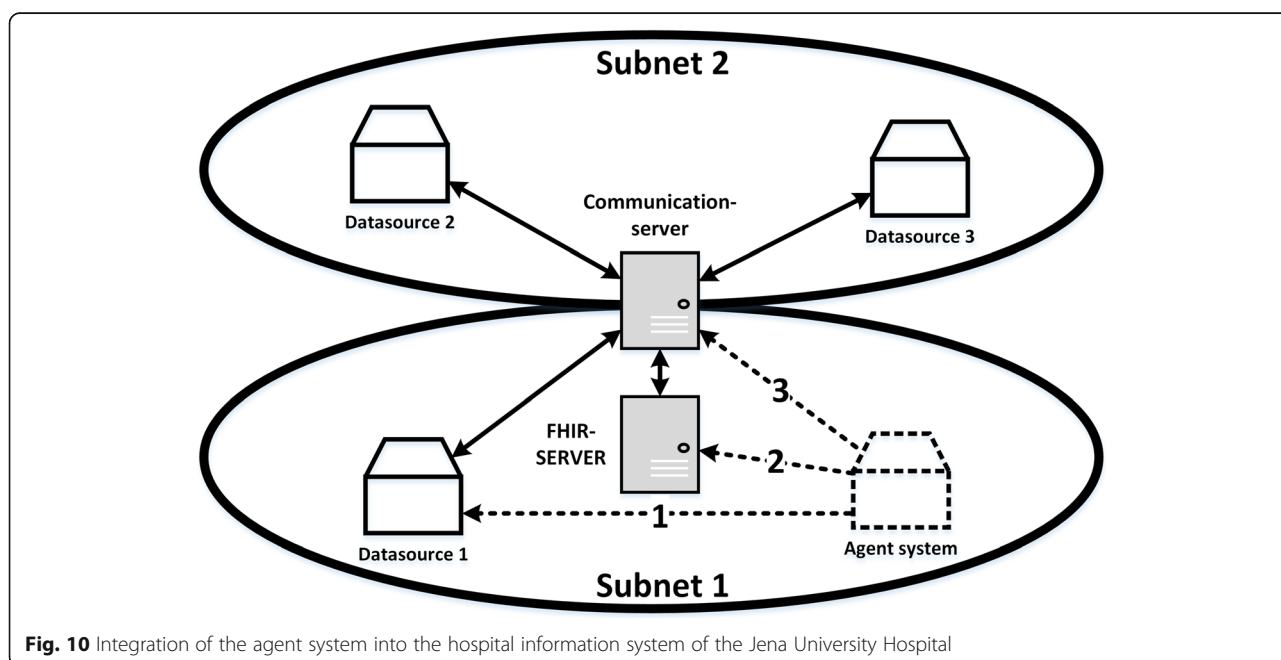 Subnet 2
Communication-
server
Datasource 2
Datasource 3
3
FHIR-
SERVER
2
1
Datasource 1
Agent system
Subnet 1
Fig. 10 Integration of the agent system into the hospital information system of the Jena University Hospital